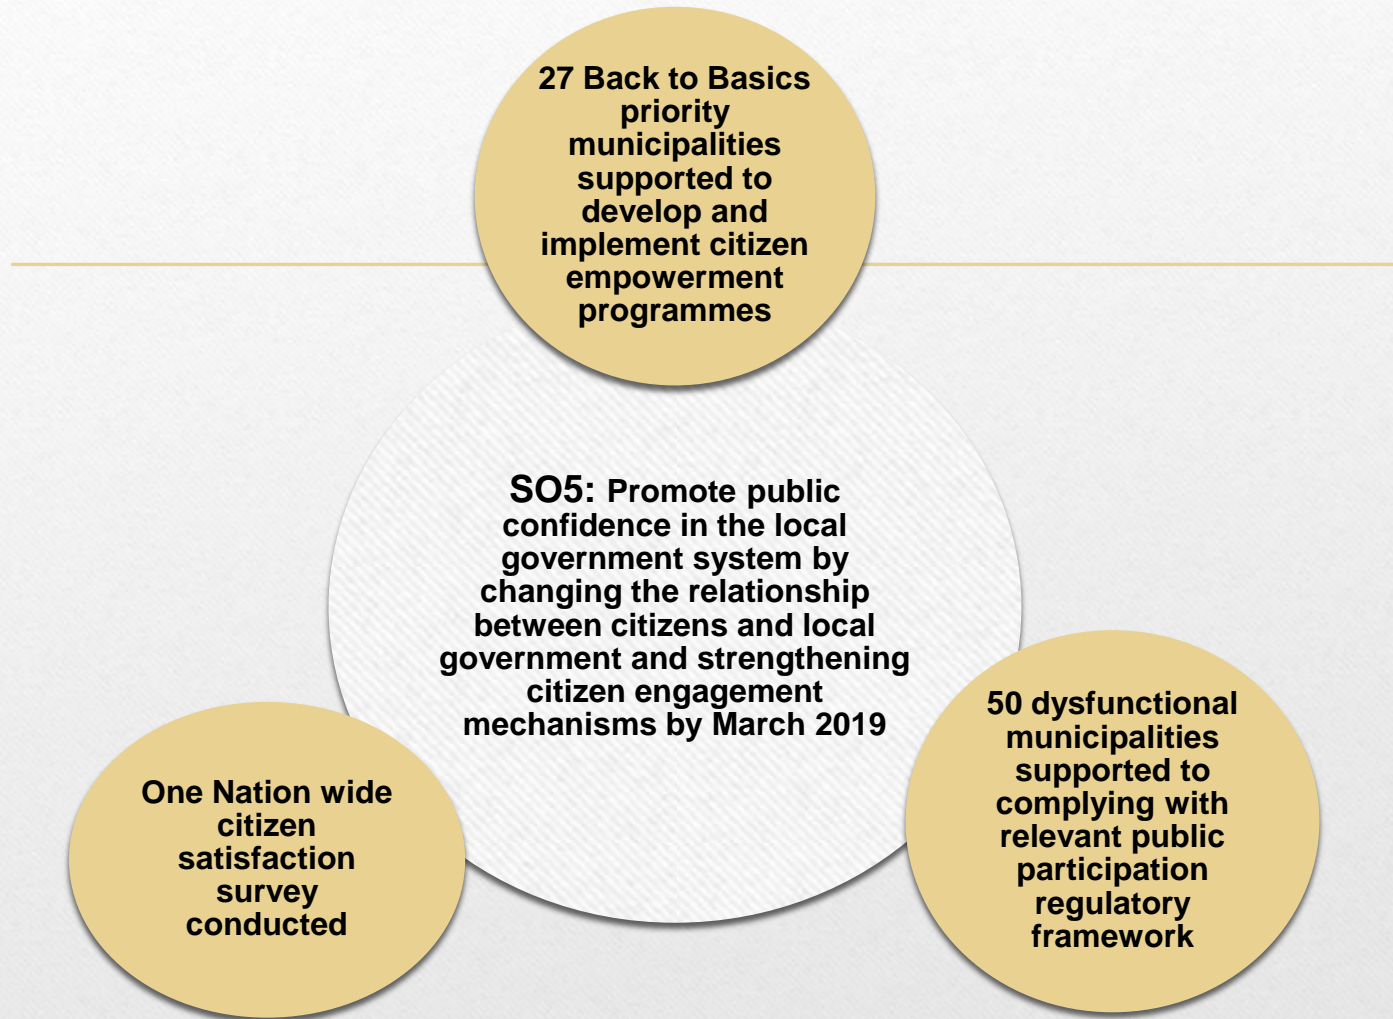 27 Back to Basics
priority
municipalities
supported to
develop and
implement citizen
empowerment
programmes
SO5: Promote public
confidence in the local
government system by
changing the relationship
between citizens and local
government and strengthening
citizen engagement
mechanisms by March 2019
50 dysfunctional
municipalities
supported to
complying with
relevant public
participation
regulatory
framework
One Nation wide
citizen
satisfaction
survey
conducted